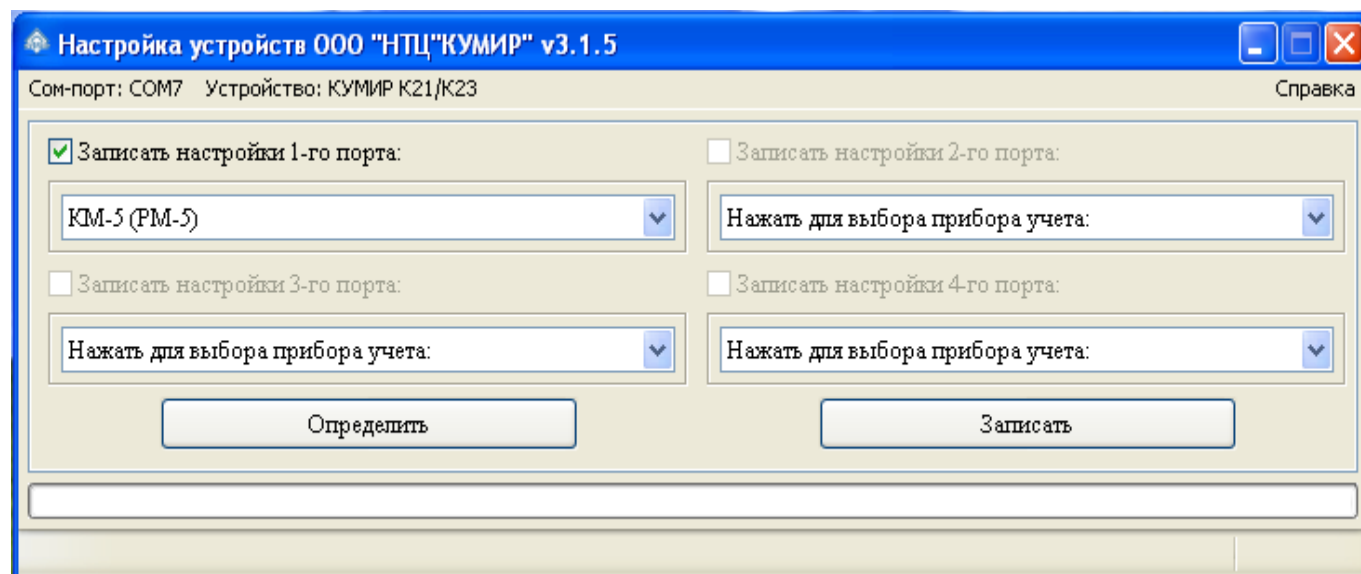 Настройка устройств ООО "НТЦ"КУМИР" v3.1.5
Сом-порт: COM7 Устройство: КУМИР К21/К23 Справка
Записать настройки 1-го порта: Записать настройки 2-го порта:
КМ-5 (РМ-5) Нажать для выбора прибора учета:
Записать настройки 3-го порта: Записать настройки 4-го порта:
Нажать для выбора прибора учета: Нажать для выбора прибора учета:
Определить Записать